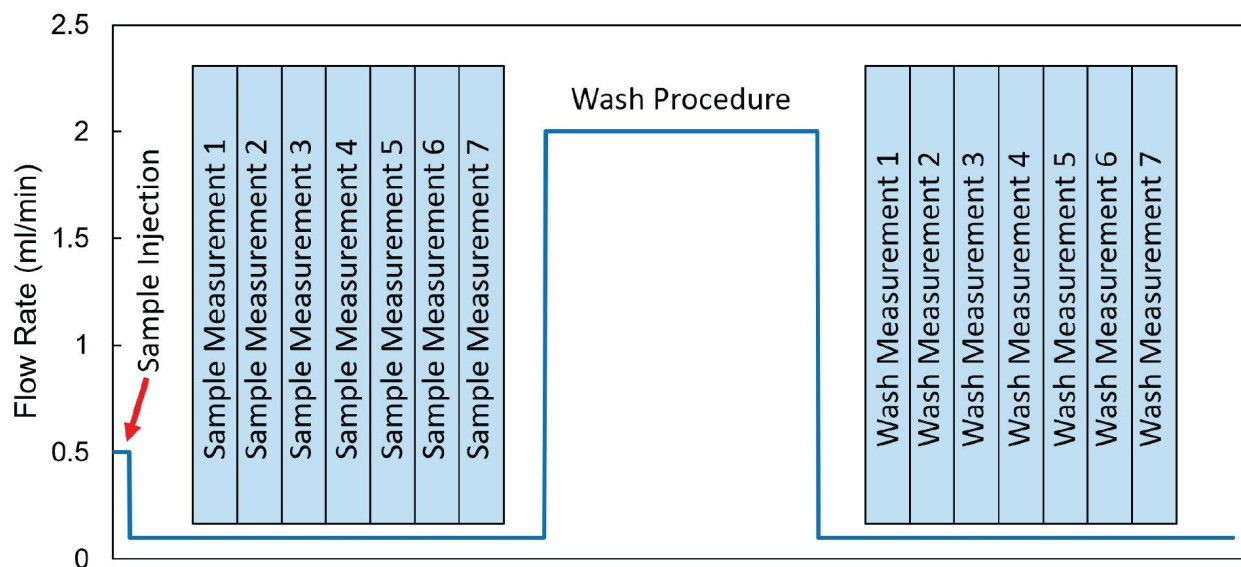 2.5
2
1.5
1
0.5
0
Flow Rate (ml/min)
Sample Injection
Sample Measurement 1
Sample Measurement 2
Sample Measurement 3
Sample Measurement 4
Sample Measurement 5
Sample Measurement 6
Sample Measurement 7
Wash Procedure
Wash Measurement 1
Wash Measurement 2
Wash Measurement 3
Wash Measurement 4
Wash Measurement 5
Wash Measurement 6
Wash Measurement 7